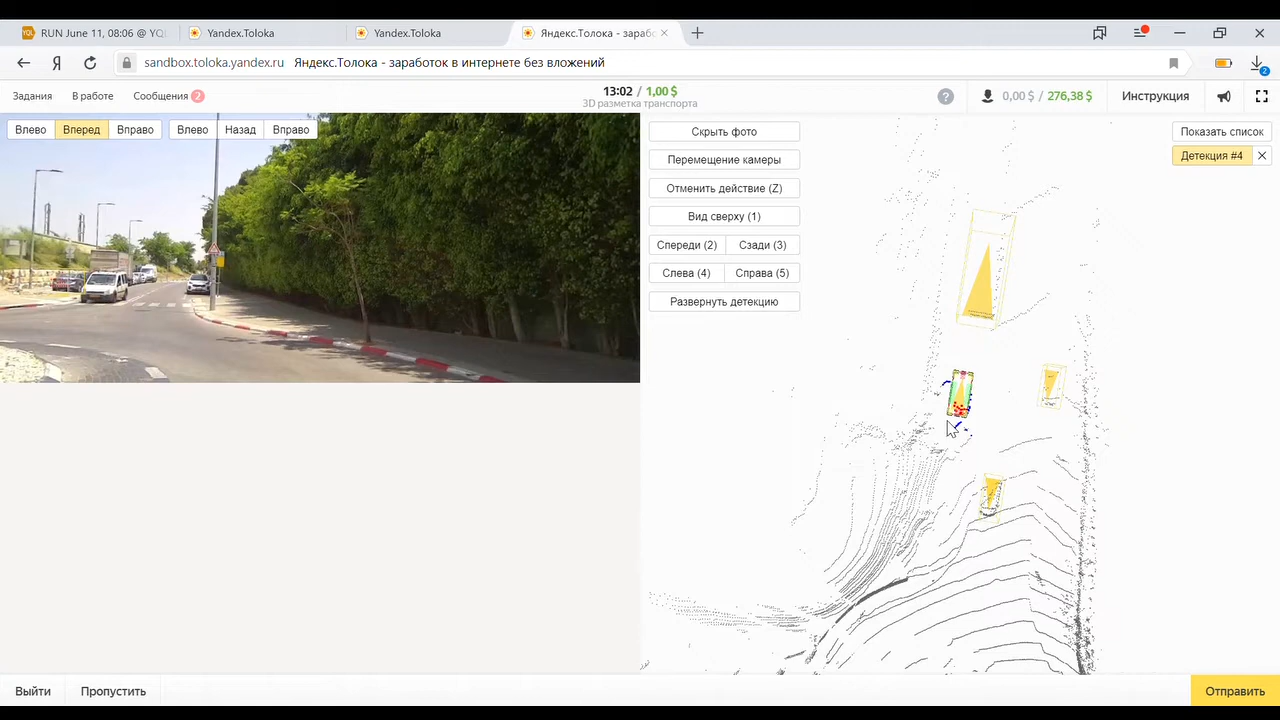 RUN June 11, 08:06 @ YQL
Yandex.Toloka
Yandex.Toloka
Яндекс.Толока - зарабо
sandbox.toloka.yandex.ru Яндекс.Толока - заработок в интернете без вложений
2
Задания
В работе
Сообщения 2
13:02 / 1,00 $
3D разметка транспорта
?
0,00 $ / 276,38 $
Инструкция
Влево
Вперед
Вправо
Влево
Назад
Вправо
Скрыть фото
Перемещение камеры
Отменить действие (Z)
Вид сверху (1)
Спереди (2)
Сзади (3)
Слева (4)
Справа (5)
Развернуть детекцию
Показать список
Детекция #4
Выйти
Пропустить
Отправить